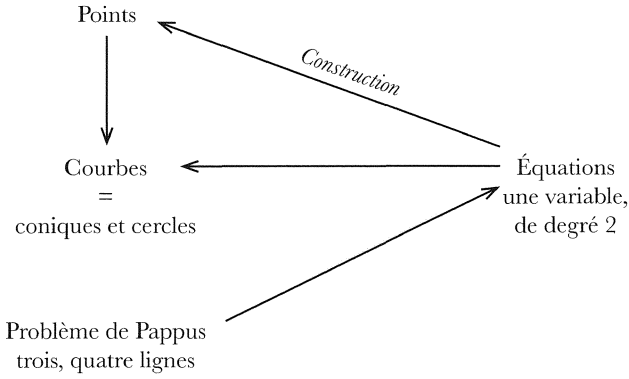 Points
Construction
Courbes
=
coniques et cercles
Équations
une variable,
de degré 2
Problème de Pappus
trois, quatre lignes